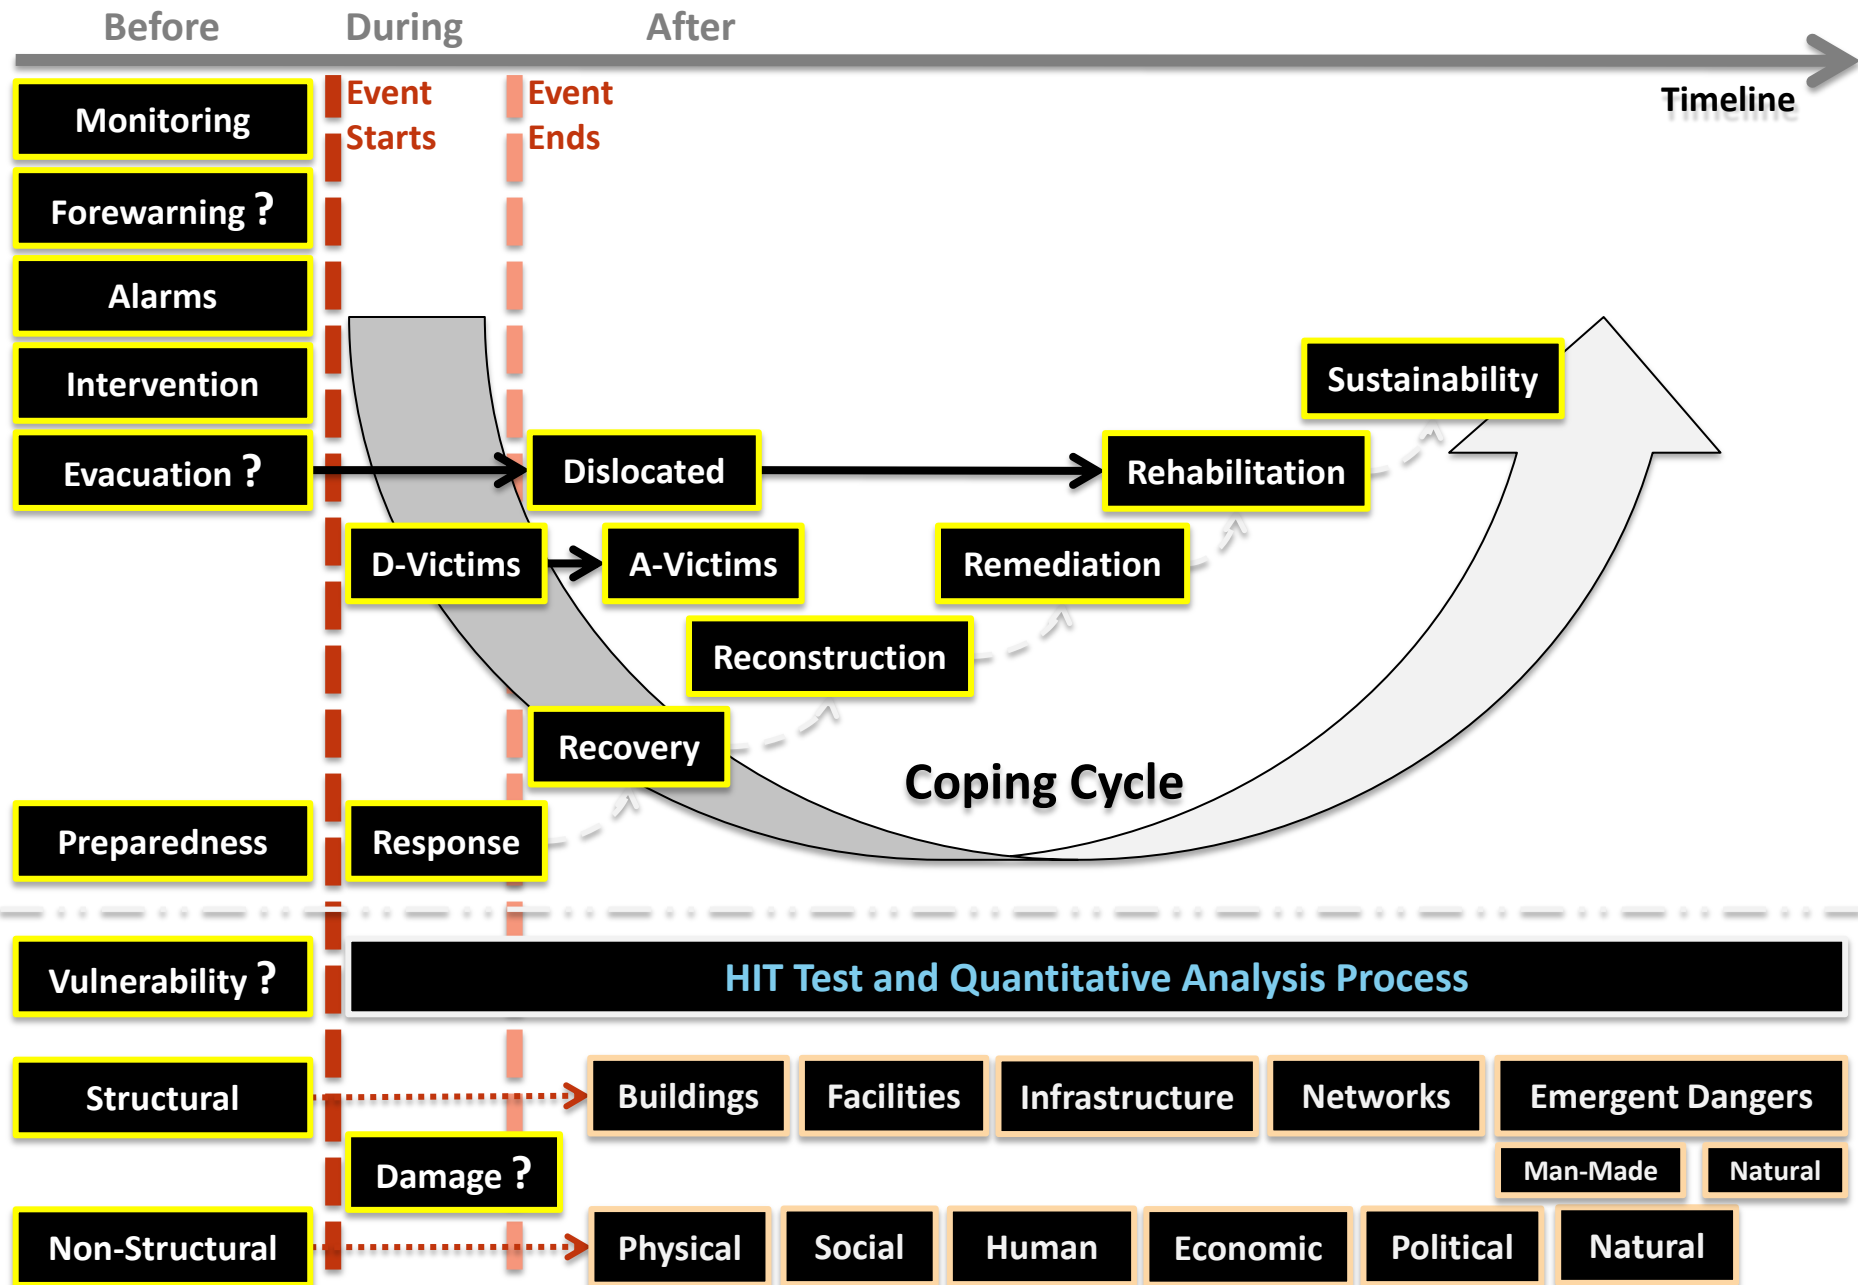 Before
During
After
Timeline
Event
Starts
Event
Ends
Monitoring
Forewarning ?
Alarms
Intervention
Sustainability
Evacuation ?
Dislocated
Rehabilitation
D-Victims
A-Victims
Remediation
Reconstruction
Recovery
Coping Cycle
Preparedness
Response
Vulnerability ?
HIT Test and Quantitative Analysis Process
Structural
Buildings
Facilities
Infrastructure
Networks
Emergent Dangers
Damage ?
Man-Made
Natural
Non-Structural
Physical
Social
Human
Economic
Political
Natural